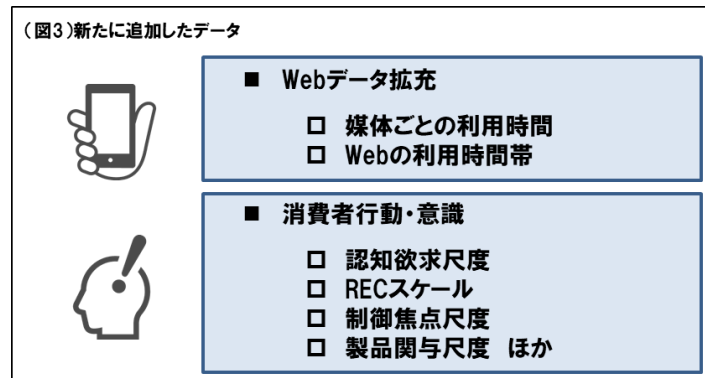 （図3）新たに追加したデータ
■ Webデータ拡充
□ 媒体ごとの利用時間
□ Webの利用時間帯
■ 消費者行動・意識
□ 認知欲求尺度
□ RECスケール
□ 制御焦点尺度
□ 製品関与尺度　ほか